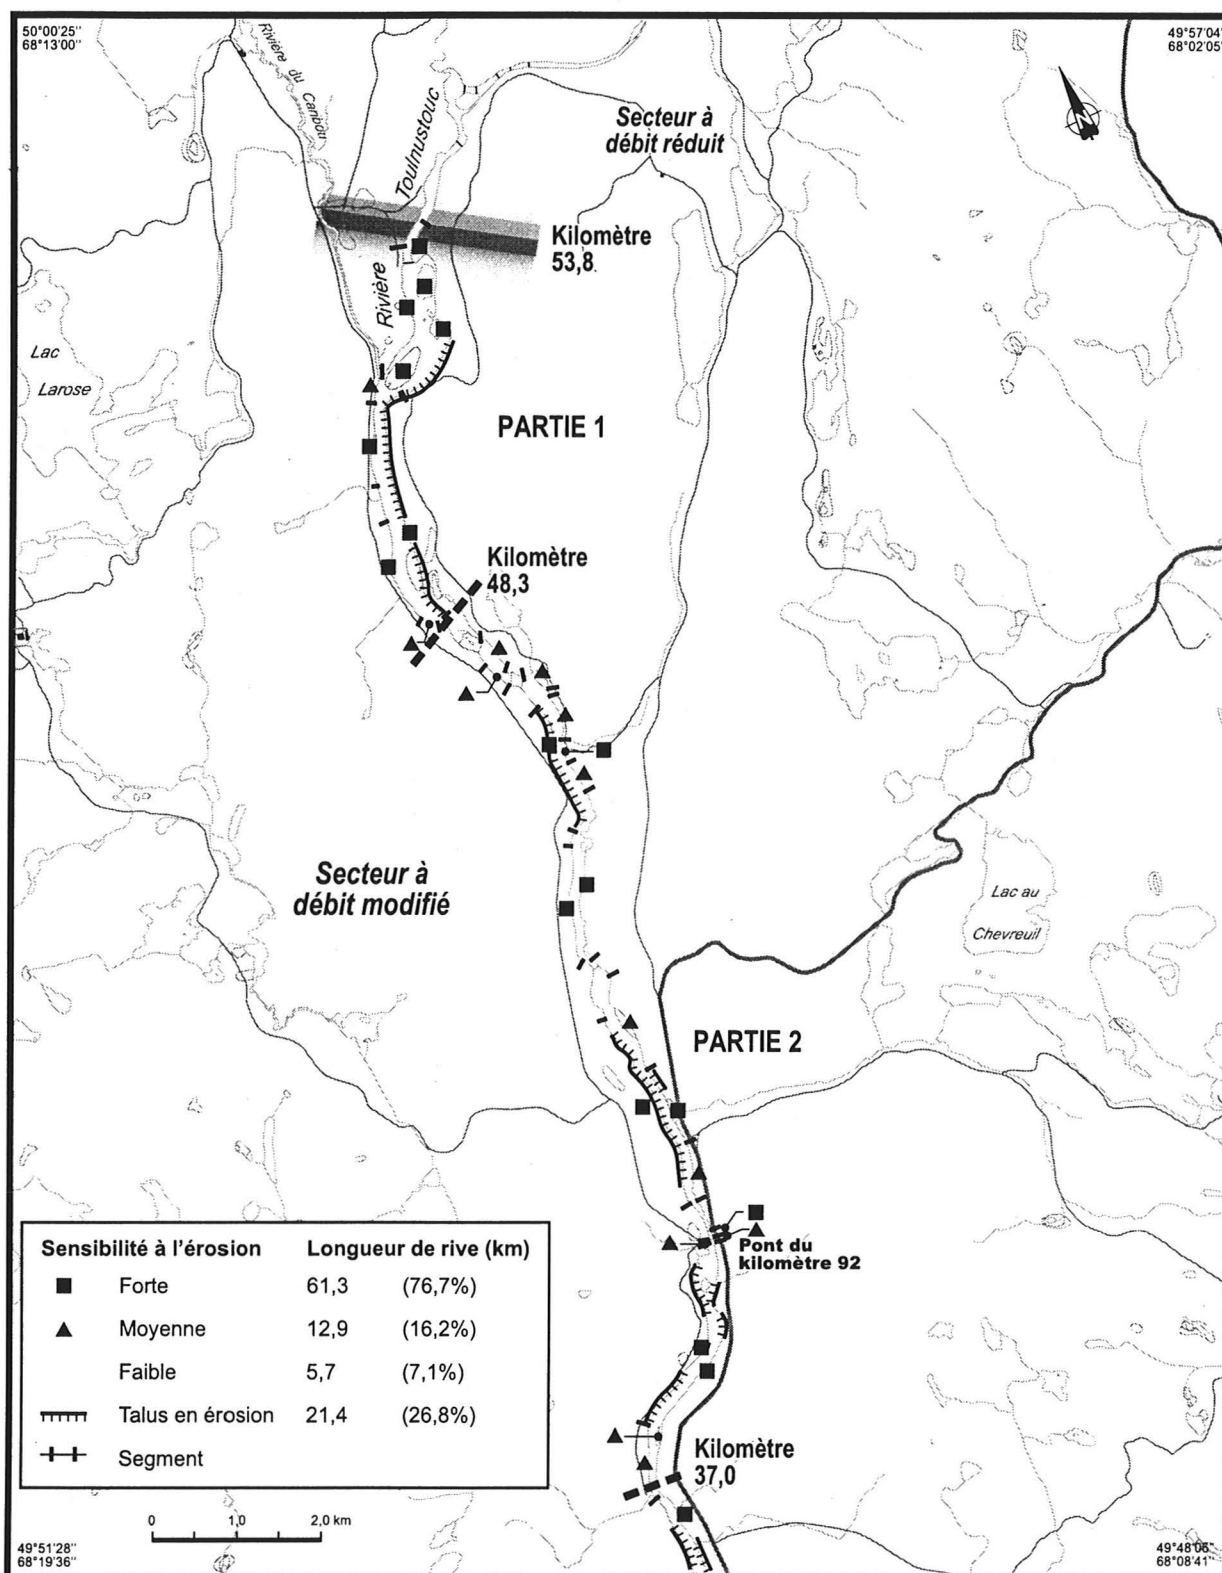 50°00'25"
68°13'00"
49°57'04"
68°02'05"
Rivière du Caribou
Toulnustouc
Rivière
Secteur à
débit réduit
N
Kilomètre
53,8
Lac
Larose
PARTIE 1
Kilomètre
48,3
Secteur à
débit modifié
Lac au
Chevreuil
PARTIE 2
Pont du
kilomètre 92
Sensibilité à l'érosion Longueur de rive (km)
Forte 61,3 (76,7%)
Moyenne 12,9 (16,2%)
Faible 5,7 (7,1%)
Talus en érosion 21,4 (26,8%)
Segment
Kilomètre
37,0
0 1,0 2,0 km
49°51'28"
68°19'36"
49°48'06"
68°08'41"